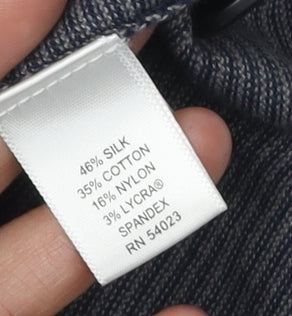 46% SILK
35% COTTON
16% NYLON
3% LYCRA®
SPANDEX
RN 54023